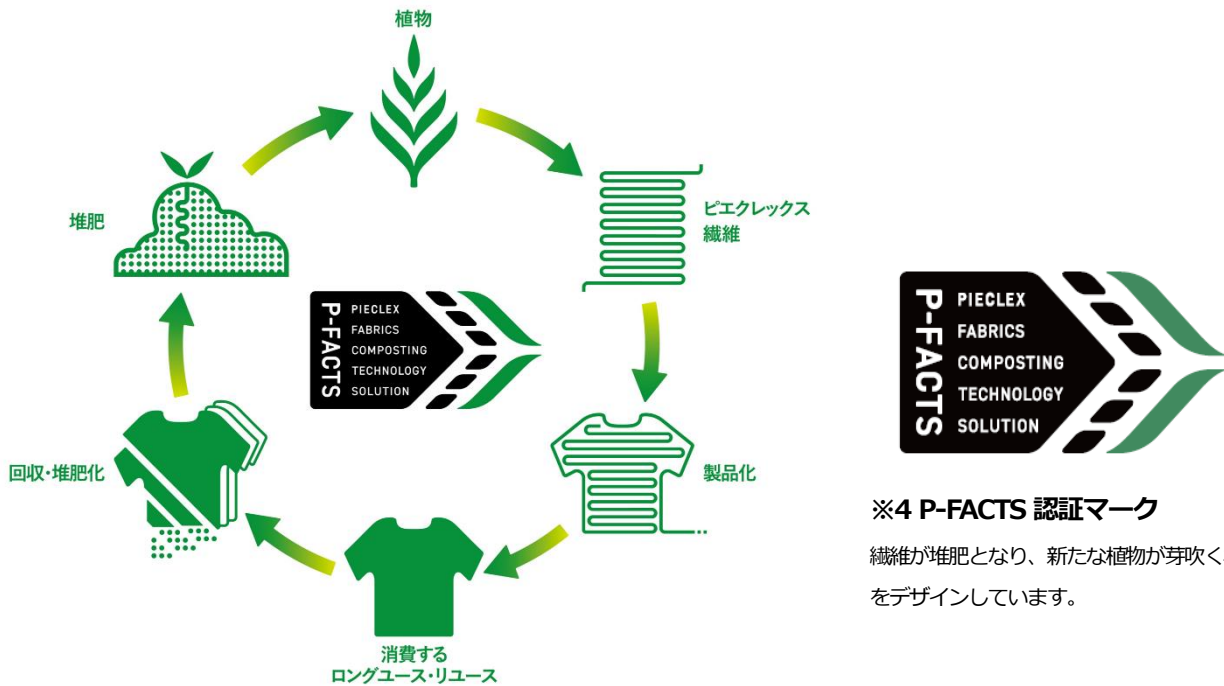 植物
ピエクレックス
繊維
製品化
消費する
ロングユース・リユース
回収・堆肥化
堆肥
P-FACTS
PIECLEX
FABRICS
COMPOSTING
TECHNOLOGY
SOLUTION
P-FACTS
PIECLEX
FABRICS
COMPOSTING
TECHNOLOGY
SOLUTION
※4 P-FACTS 認証マーク
繊維が堆肥となり、新たな植物が芽吹く
をデザインしています。